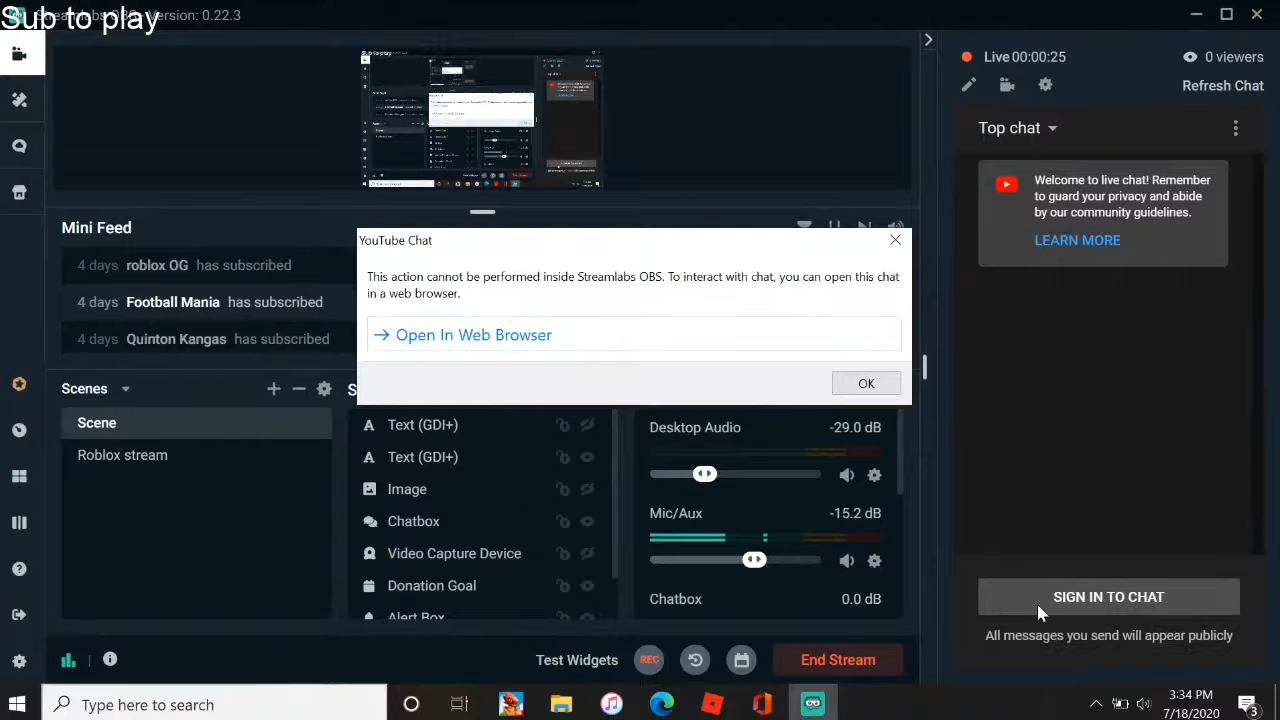 Streamlabs OBS - Version: 0.22.3
Sub to play
Live 00:00:25
0 viewers
Refresh Chat
Top chat
Welcome to live chat! Remember
to guard your privacy and abide
by our community guidelines.
LEARN MORE
Mini Feed
4 days roblox OG has subscribed
4 days Football Mania has subscribed
4 days Quinton Kangas has subscribed
YouTube Chat
This action cannot be performed inside Streamlabs OBS. To interact with chat, you can open this chat
in a web browser.
Open In Web Browser
OK
Scenes
Scene
Roblox stream
S
Text (GDI+)
Text (GDI+)
Image
Chatbox
Video Capture Device
Donation Goal
Alert Box
Desktop Audio -29.0 dB
Mic/Aux -15.2 dB
Chatbox 0.0 dB
SIGN IN TO CHAT
All messages you send will appear publicly
Test Widgets
REC
End Stream
Type here to search
3:34 PM
7/18/2020
3